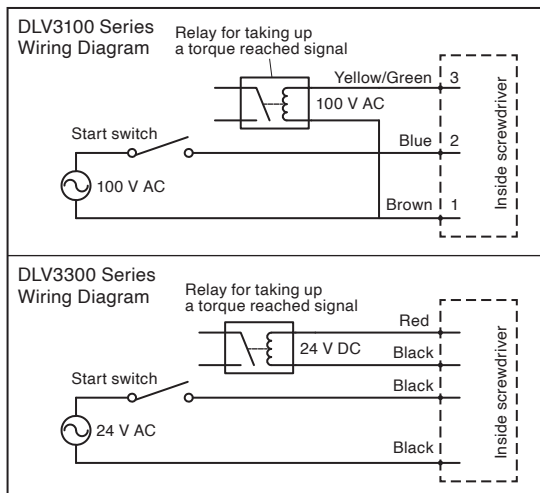 DLV3100 Series
Wiring Diagram
Relay for taking up
a torque reached signal
Yellow/Green 3
100 V AC
Start switch
Blue 2
100 V AC
Brown 1
Inside screwdriver
DLV3300 Series
Wiring Diagram
Relay for taking up
a torque reached signal
Red
24 V DC
Black
Start switch
Black
24 V AC
Black
Inside screwdriver